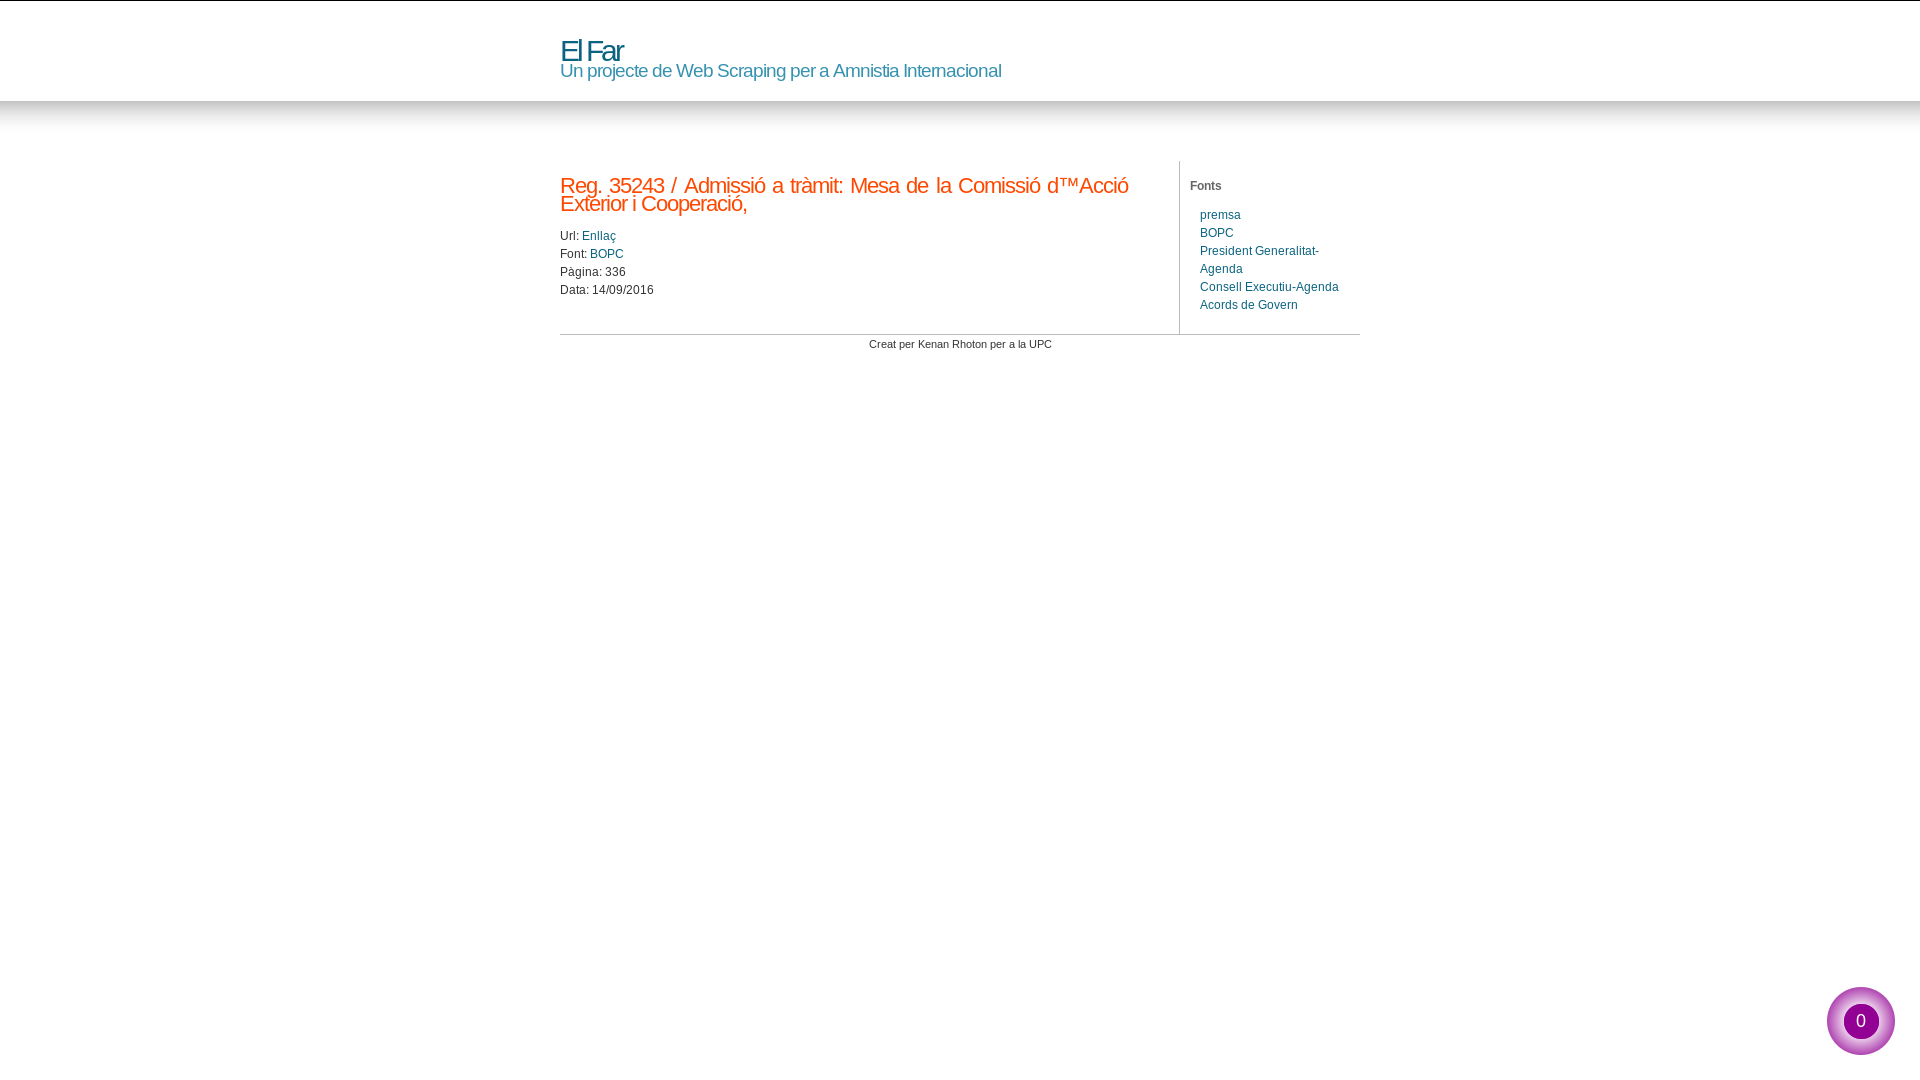 El Far
Un projecte de Web Scraping per a Amnistia Internacional
Reg. 35243 / Admissió a tràmit: Mesa de la Comissió d™Acció
Exterior i Cooperació,
Url: Enllaç
Font: BOPC
Pàgina: 336
Data: 14/09/2016
Fonts
premsa
BOPC
President Generalitat-
Agenda
Consell Executiu-Agenda
Acords de Govern
Creat per Kenan Rhoton per a la UPC
0